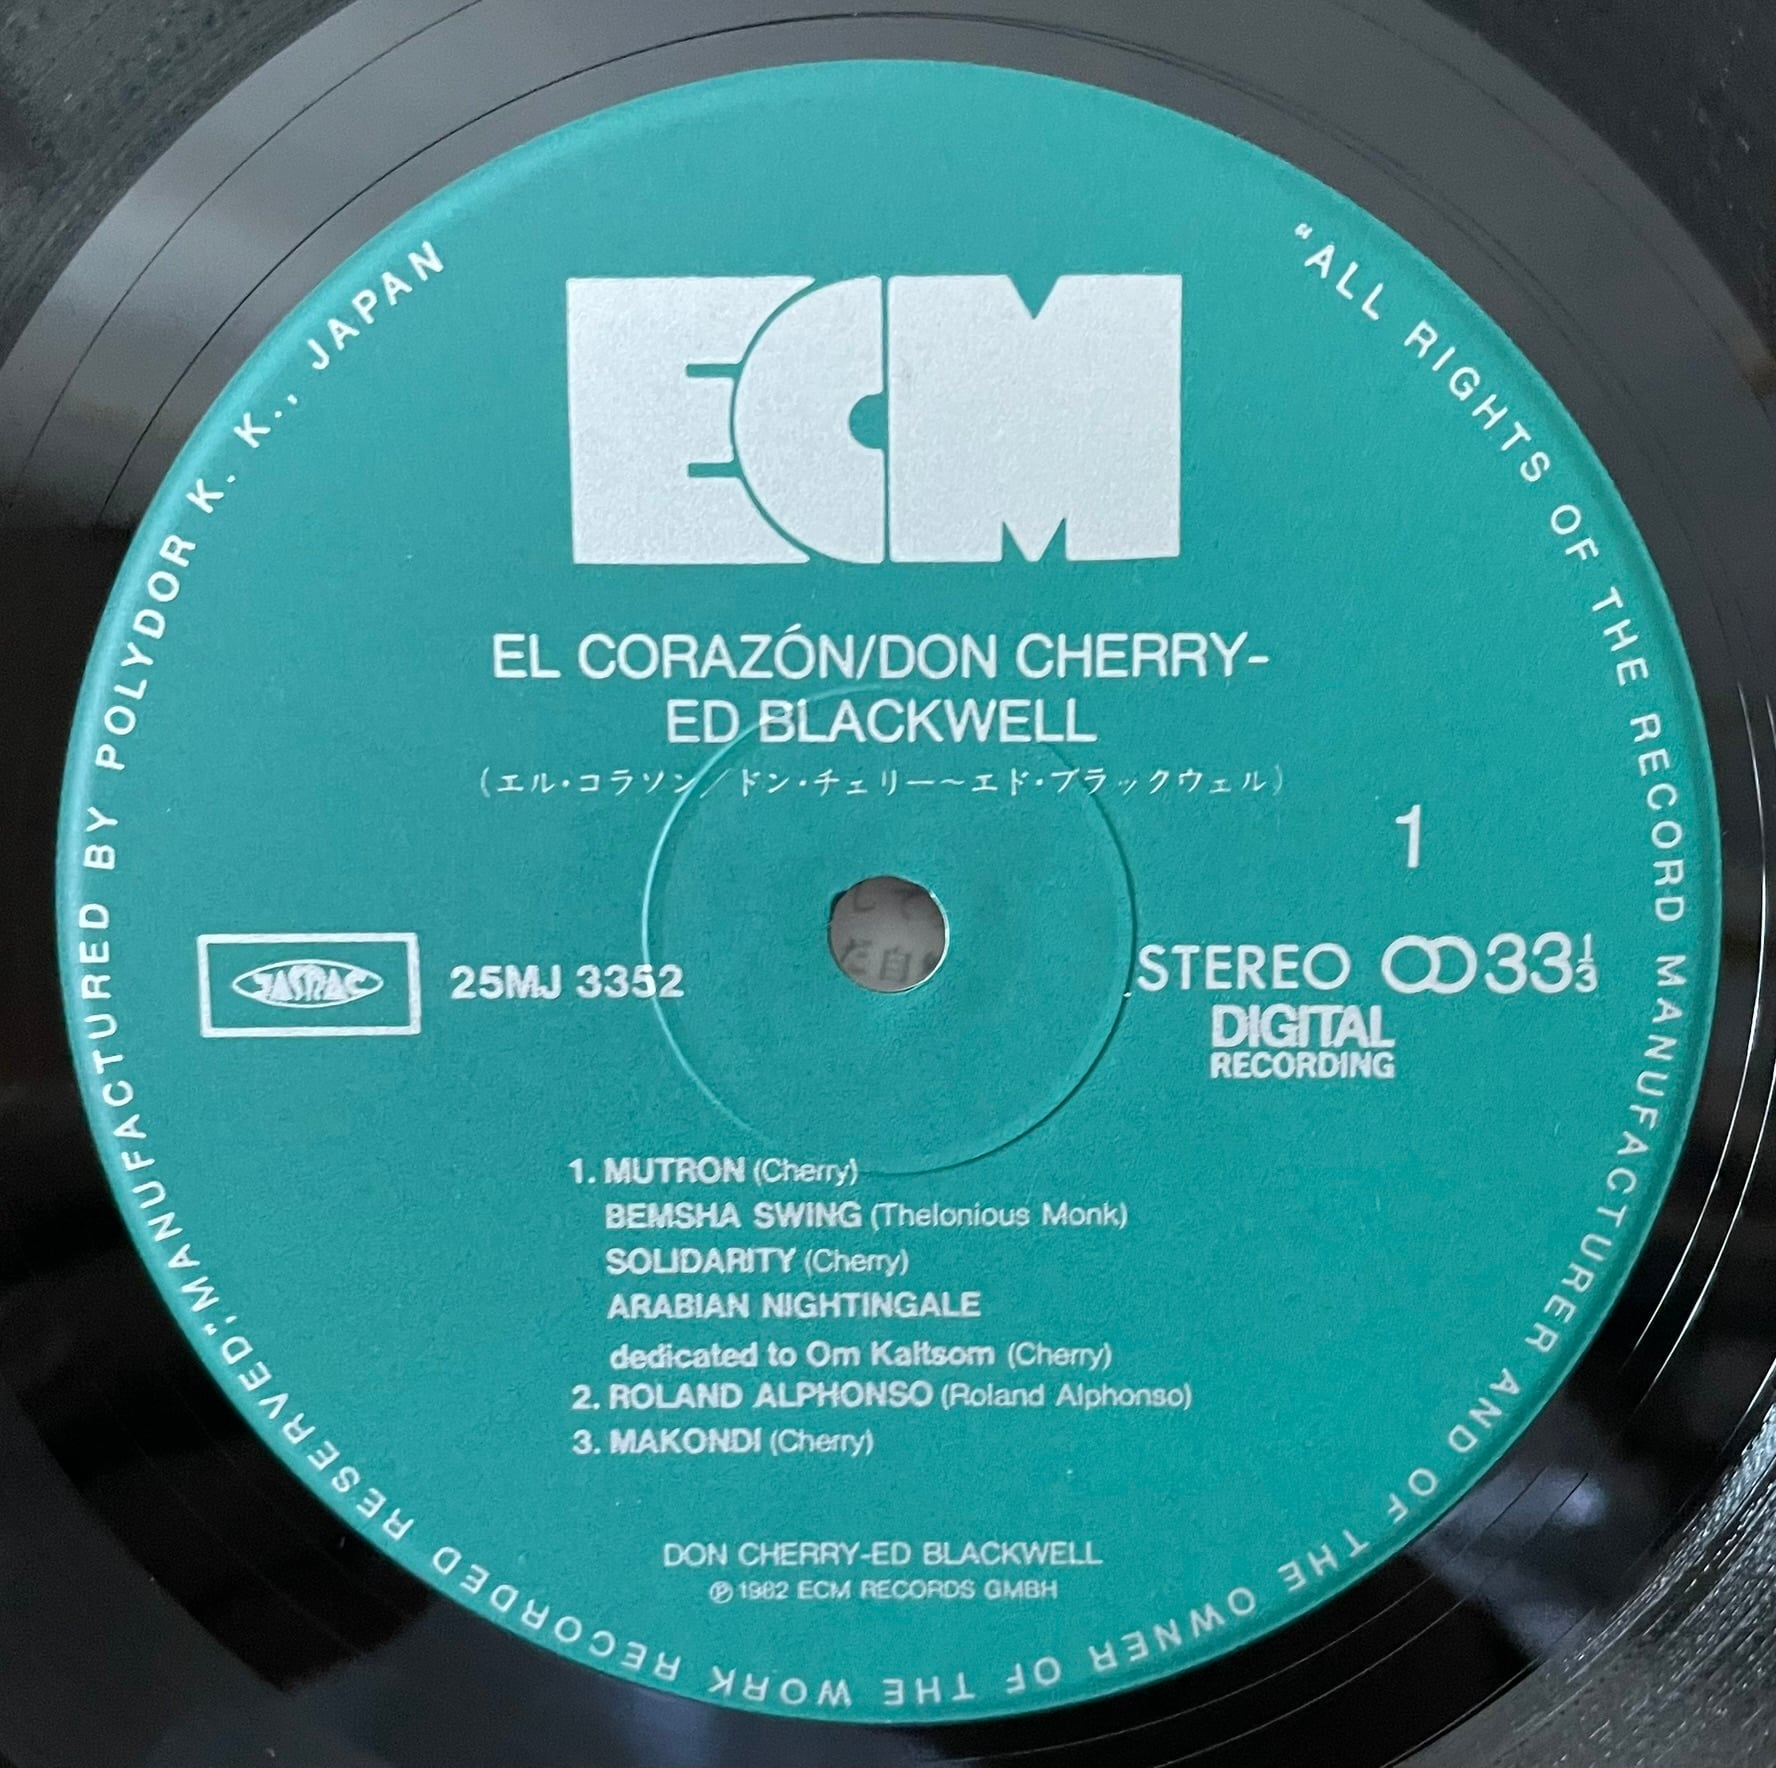 ECM
EL CORAZÓN/DON CHERRY-
ED BLACKWELL
(エル・コラソン/ドン・チェリー〜エド・ブラックウェル)
1
JASRAC
25MJ 3352
STEREO 33 1/3
DIGITAL
RECORDING
1. MUTRON (Cherry)
BEMSHA SWING (Thelonious Monk)
SOLIDARITY (Cherry)
ARABIAN NIGHTINGALE
dedicated to Om Kaltsom (Cherry)
2. ROLAND ALPHONSO (Roland Alphonso)
3. MAKONDI (Cherry)
DON CHERRY-ED BLACKWELL
℗ 1982 ECM RECORDS GMBH
"ALL RIGHTS OF THE RECORD MANUFACTURER AND OF THE OWNER OF THE WORK RECORDED RESERVED;" MANUFACTURED BY POLYDOR K. K., JAPAN